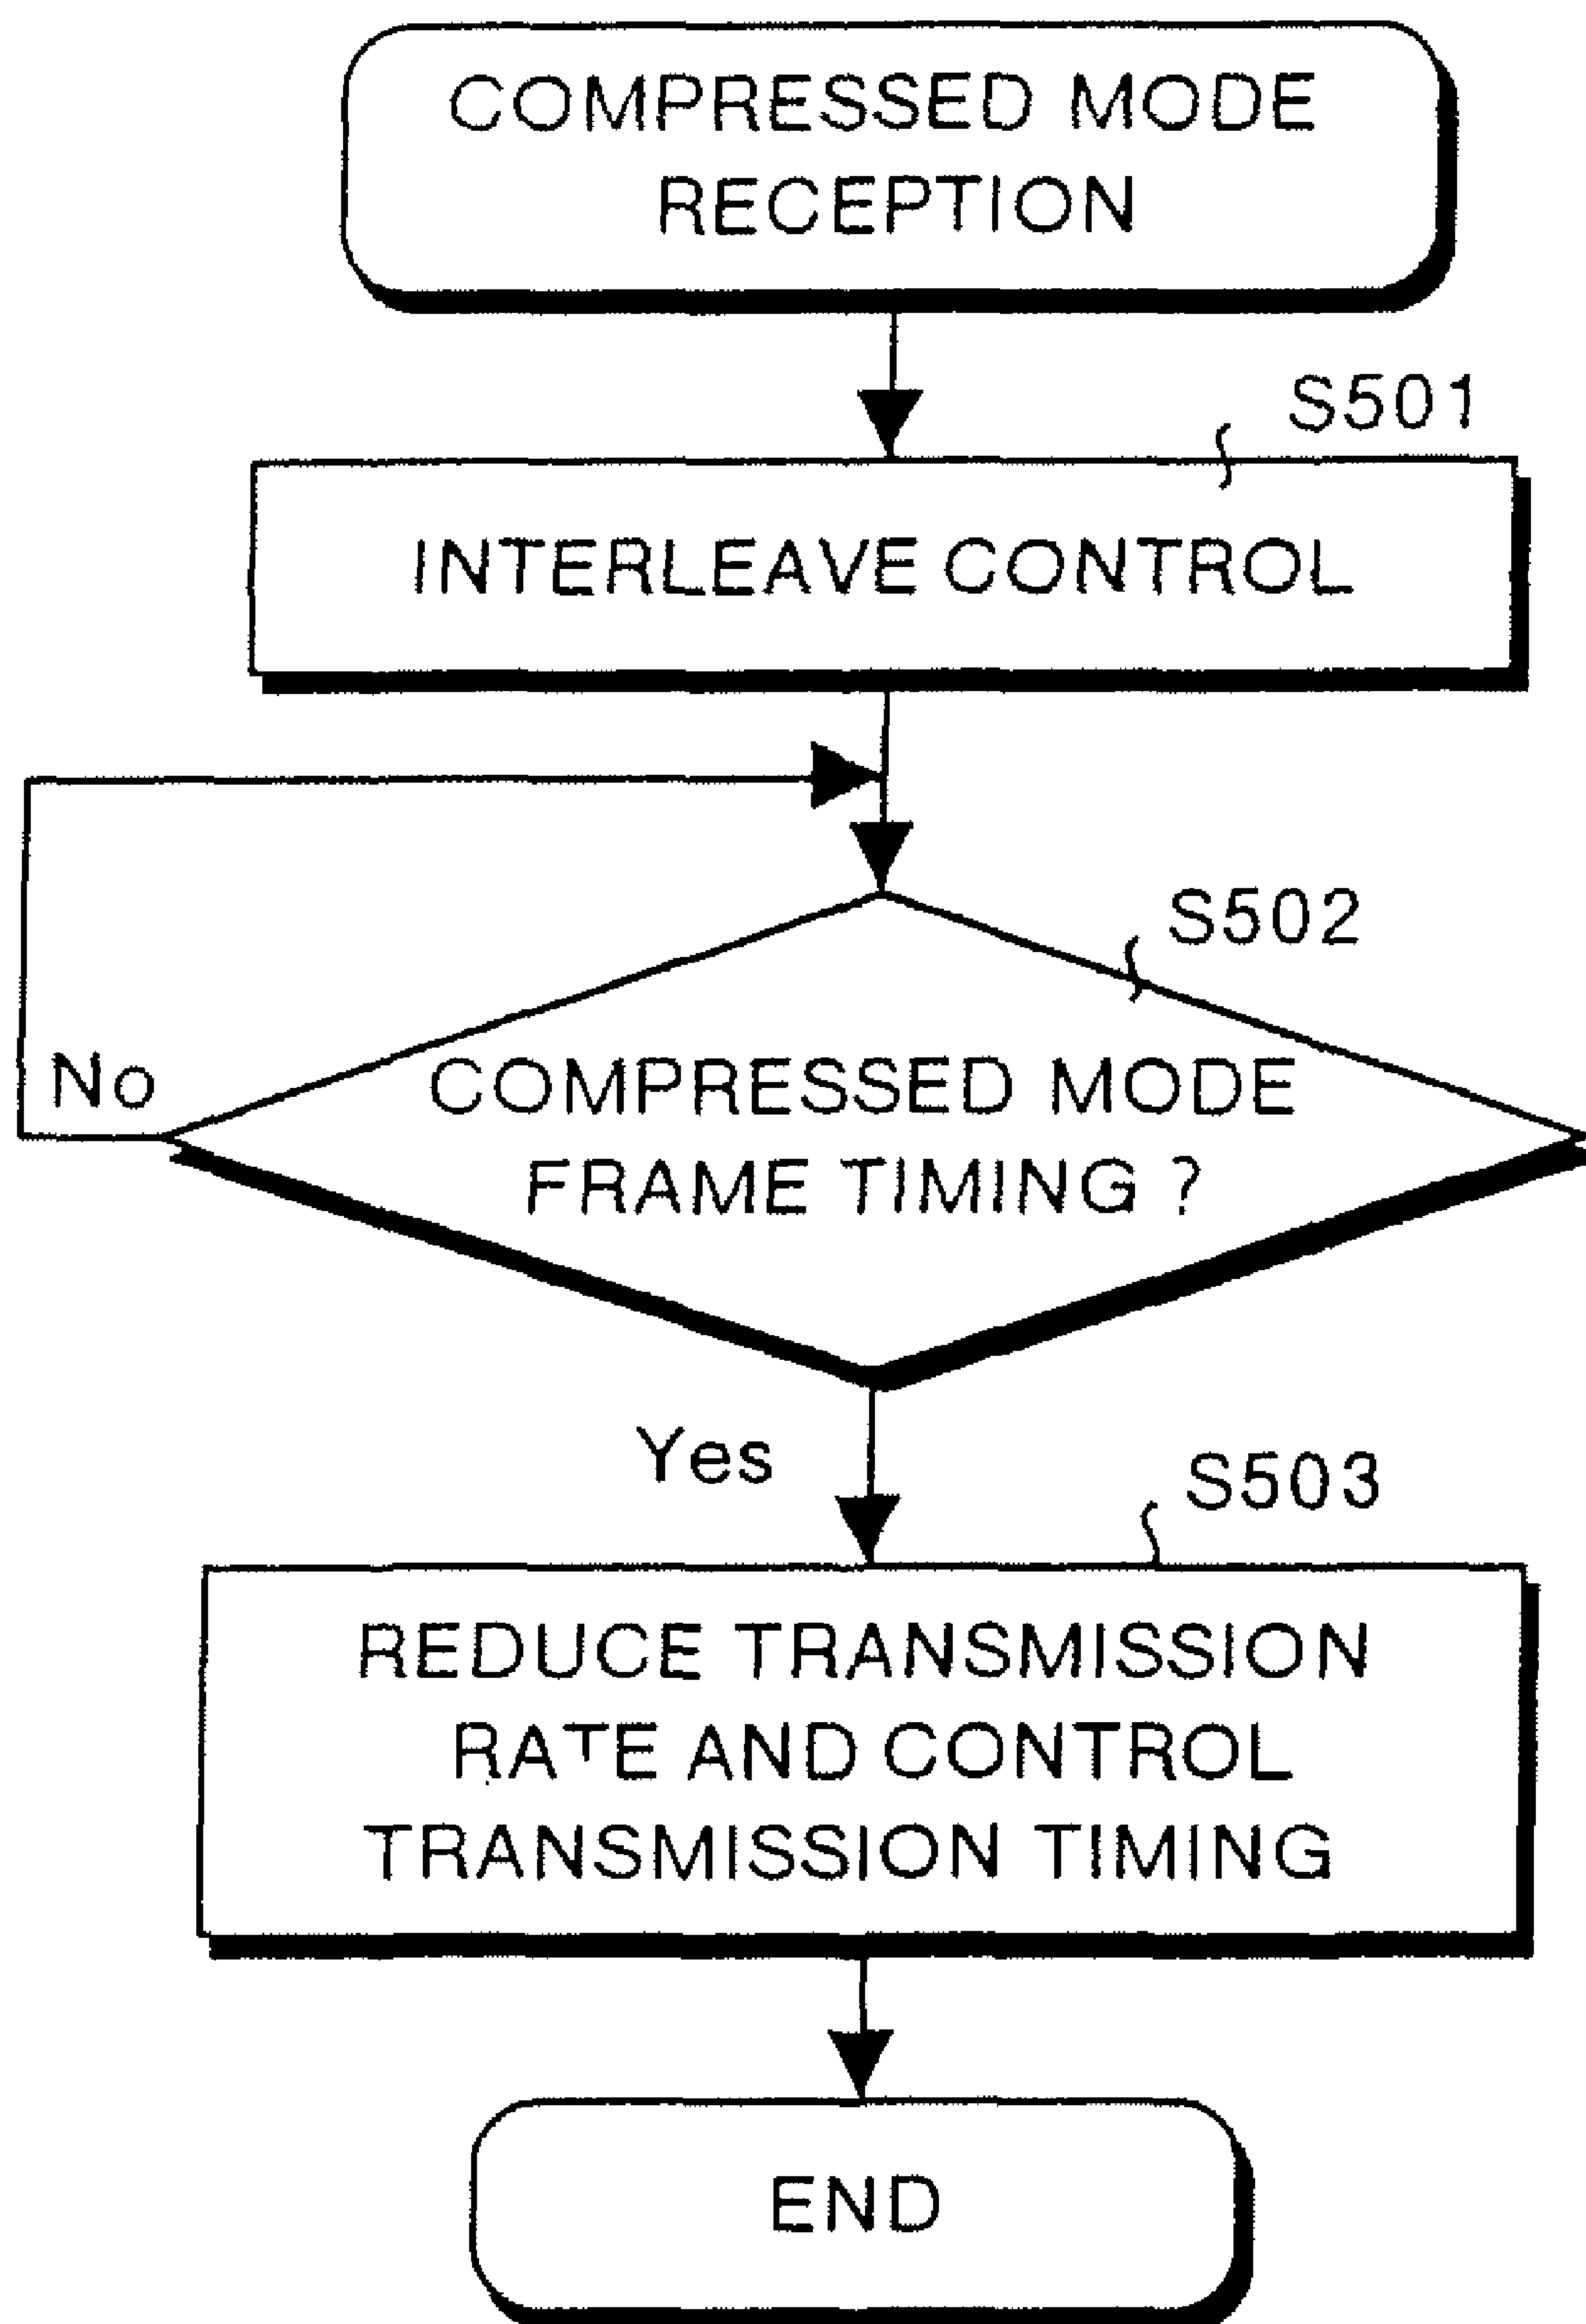 COMPRESSED MODE
RECEPTION
S501
INTERLEAVE CONTROL
S502
No
COMPRESSED MODE
FRAME TIMING ?
Yes
S503
REDUCE TRANSMISSION
RATE AND CONTROL
TRANSMISSION TIMING
END